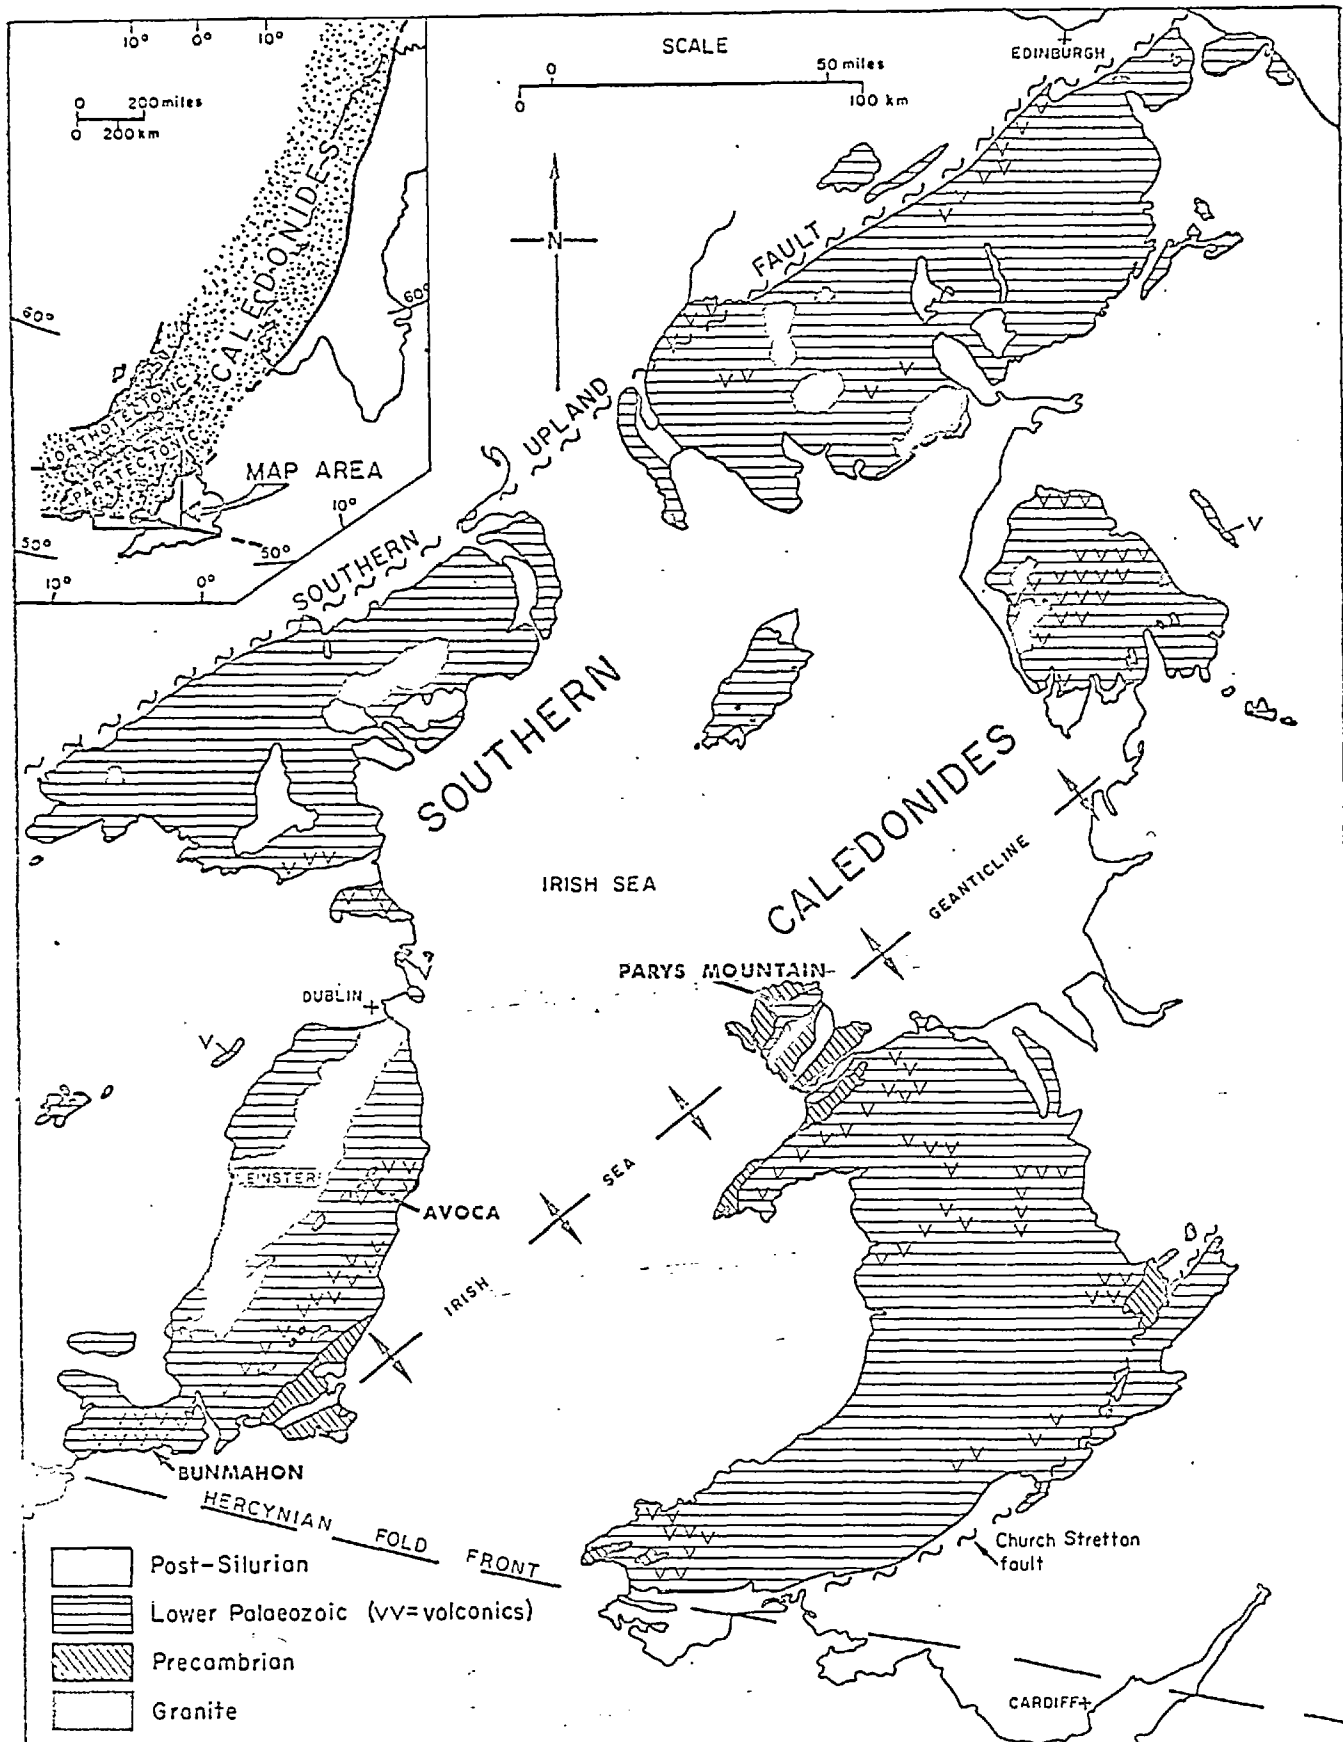 10° 0° 10°
0 200 miles
0 200 km
CALEDONIDES
60°
60°
ORTHOTECTONIC
PARATECTONIC
MAP AREA
10°
50°
50°
10° 0°
SCALE
0 50 miles
0 100 km
N
EDINBURGH
SOUTHERN UPLAND FAULT
V
SOUTHERN CALEDONIDES
IRISH SEA
IRISH SEA GEANTICLINE
PARYS MOUNTAIN
DUBLIN
V
LEINSTER
AVOCA
BUNMAHON
HERCYNIAN FOLD FRONT
Church Stretton
fault
CARDIFF
Post-Silurian
Lower Palaeozoic (VV=volconics)
Precambrian
Granite